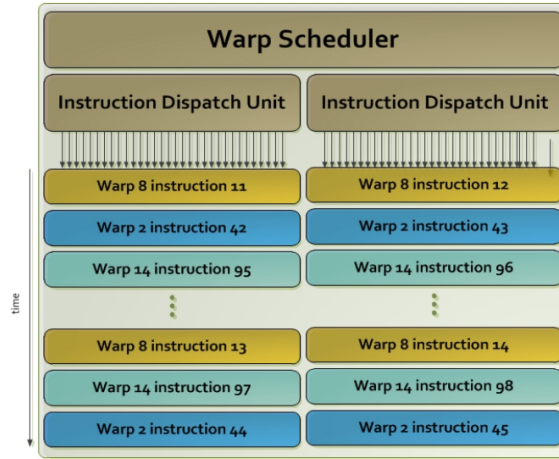 Warp Scheduler
Instruction Dispatch Unit Instruction Dispatch Unit
Warp 8 instruction 11 Warp 8 instruction 12
Warp 2 instruction 42 Warp 2 instruction 43
Warp 14 instruction 95 Warp 14 instruction 96
time
Warp 8 instruction 13 Warp 8 instruction 14
Warp 14 instruction 97 Warp 14 instruction 98
Warp 2 instruction 44 Warp 2 instruction 45